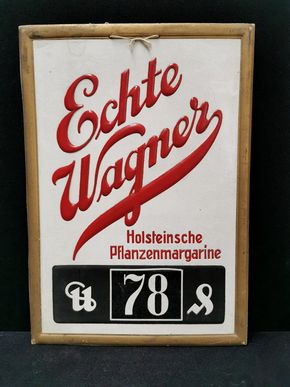 Echte
Wagner
Holsteinsche
Pflanzenmargarine
℔ 78 ₰